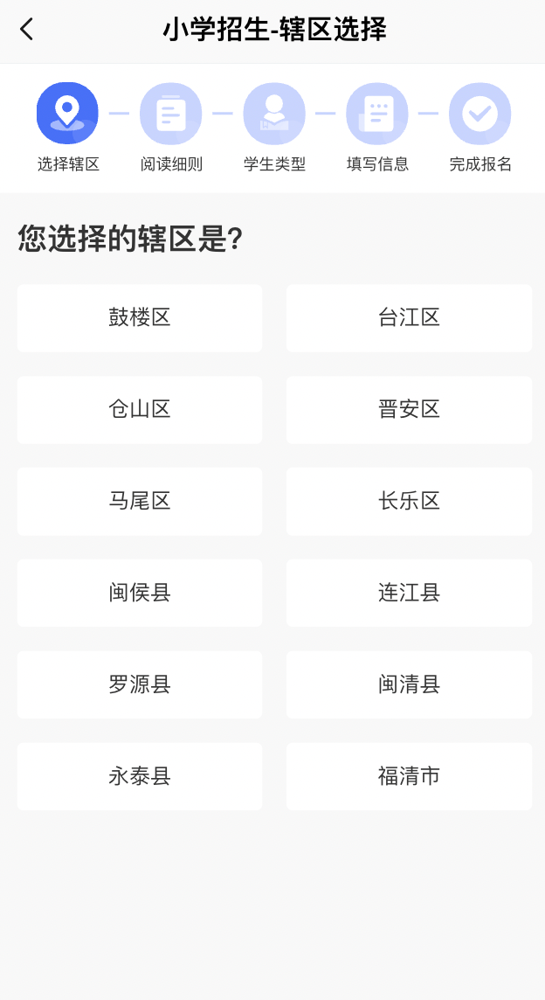 小学招生-辖区选择
选择辖区 阅读细则 学生类型 填写信息 完成报名
您选择的辖区是?
鼓楼区 台江区
仓山区 晋安区
马尾区 长乐区
闽侯县 连江县
罗源县 闽清县
永泰县 福清市